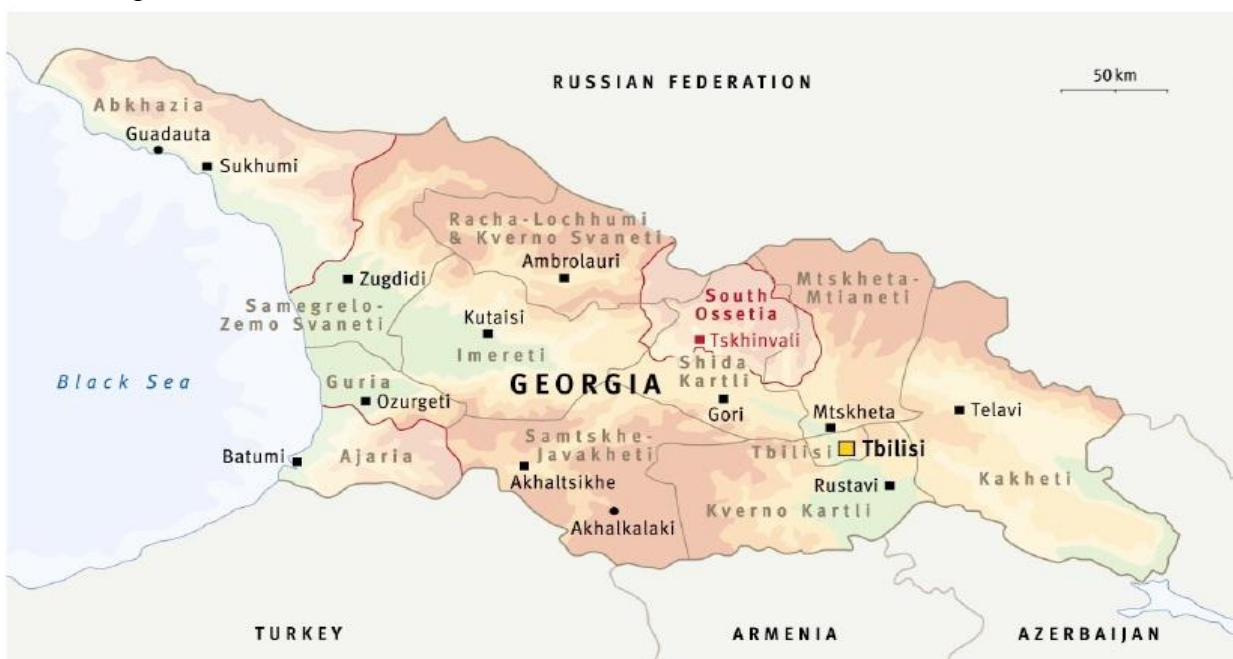 RUSSIAN FEDERATION
50 km
Abkhazia
Guadauta
Sukhumi
Racha-Lochhumi
& Kverno Svaneti
Ambrolauri
Zugdidi
Samegrelo-
Zemo Svaneti
Kutaisi
Imereti
South
Ossetia
Tskhinvali
Mtskheta-
Mtianeti
Shida
Kartli
Black Sea
GEORGIA
Guria
Ozurgeti
Gori
Mtskheta
Telavi
Batumi
Ajaria
Samtskhe-
Javakheti
Akhaltsikhe
Akhalkalaki
Tbilisi
Tbilisi
Rustavi
Kverno Kartli
Kakheti
TURKEY
ARMENIA
AZERBAIJAN